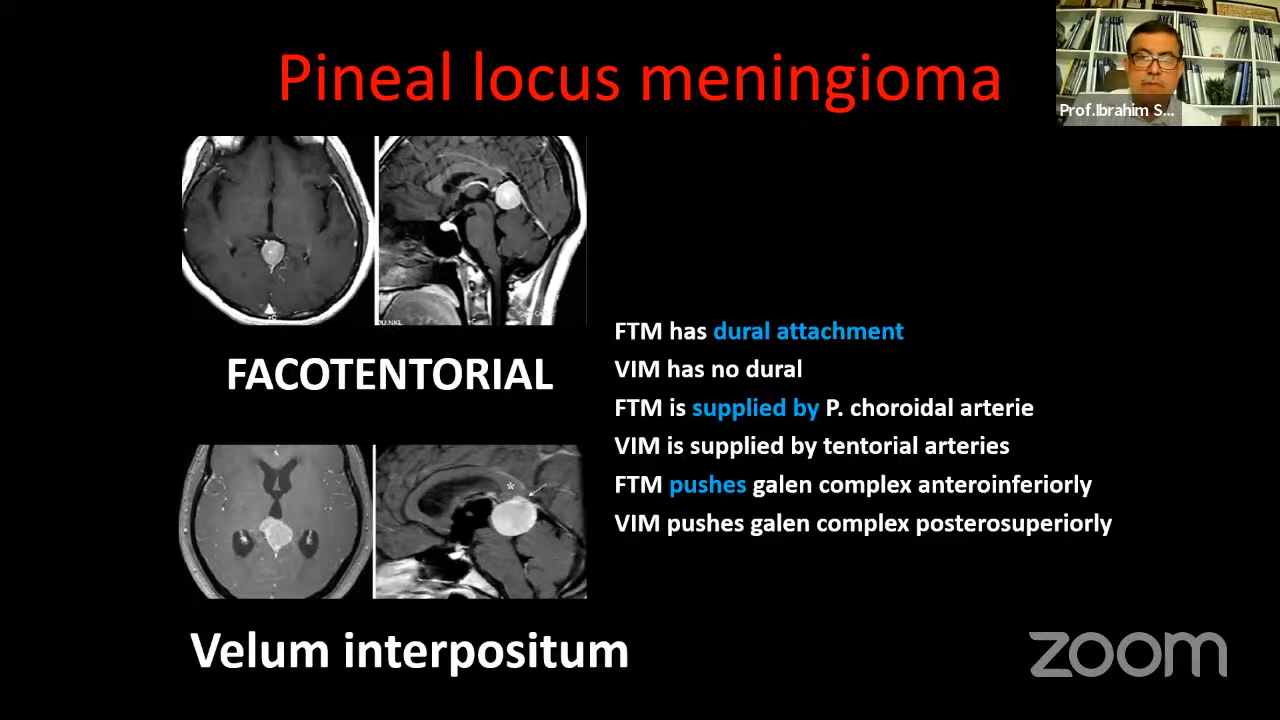 Pineal locus meningioma
Prof.Ibrahim S...
FACOTENTORIAL
FTM has dural attachment
VIM has no dural
FTM is supplied by P. choroidal arterie
VIM is supplied by tentorial arteries
FTM pushes galen complex anteroinferiorly
VIM pushes galen complex posterosuperiorly
*
Velum interpositum
zoom